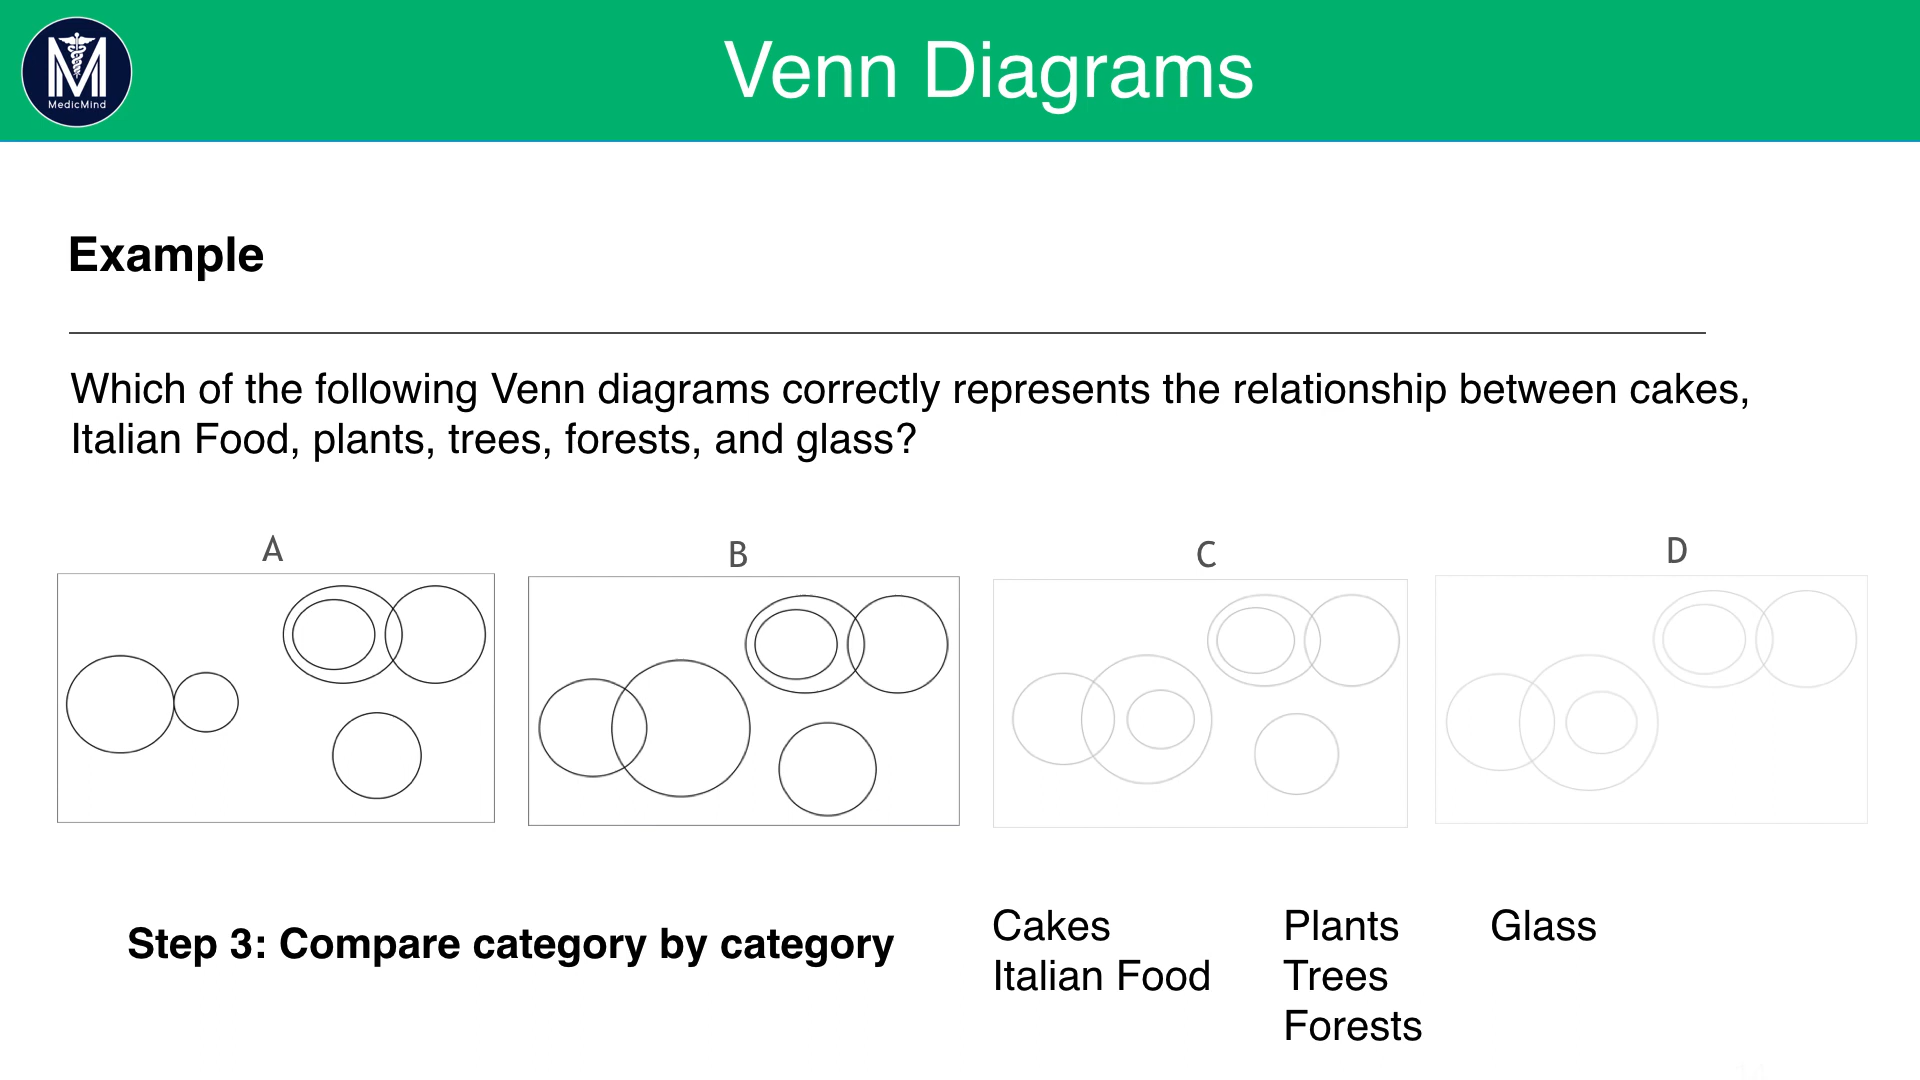 MedicMind
Venn Diagrams
Example
Which of the following Venn diagrams correctly represents the relationship between cakes,
Italian Food, plants, trees, forests, and glass?
A
B
C
D
Step 3: Compare category by category
Cakes
Italian Food
Plants
Trees
Forests
Glass